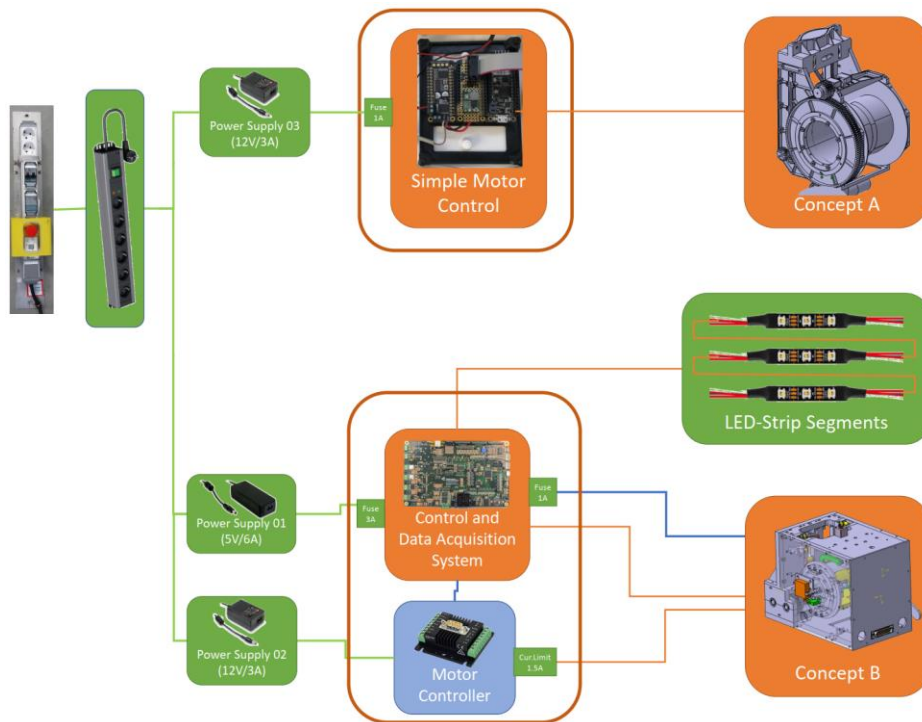 Power Supply 03
(12V/3A)
Fuse
1A
Simple Motor
Control
Concept A
LED-Strip Segments
Power Supply 01
(5V/6A)
Fuse
3A
Control and
Data Acquisition
System
Fuse
1A
Power Supply 02
(12V/3A)
Motor
Controller
Cur.Limit
1.5A
Concept B